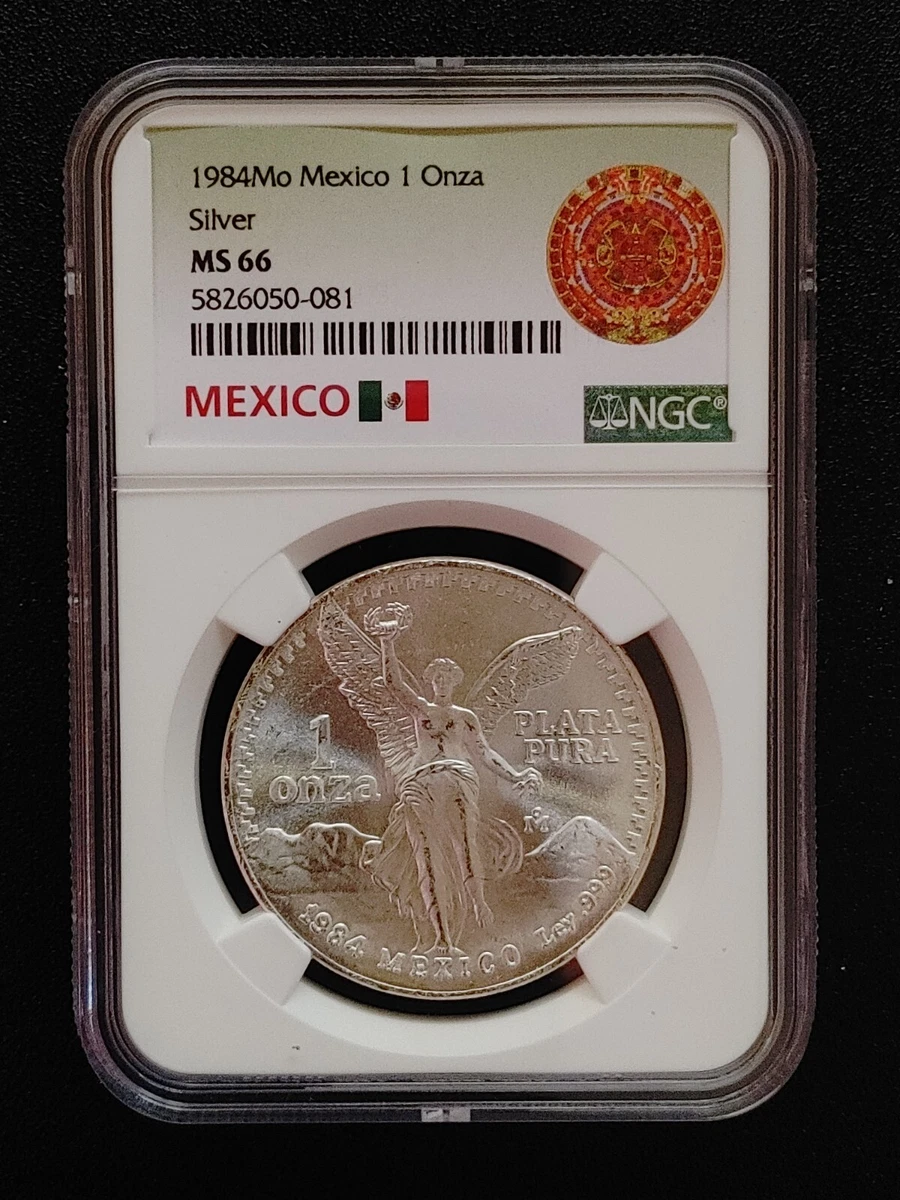 1984Mo Mexico 1 Onza
Silver
MS 66
5826050-081
MEXICO
NGC®
1
onza
PLATA
PURA
M°
1984 MEXICO Ley .999